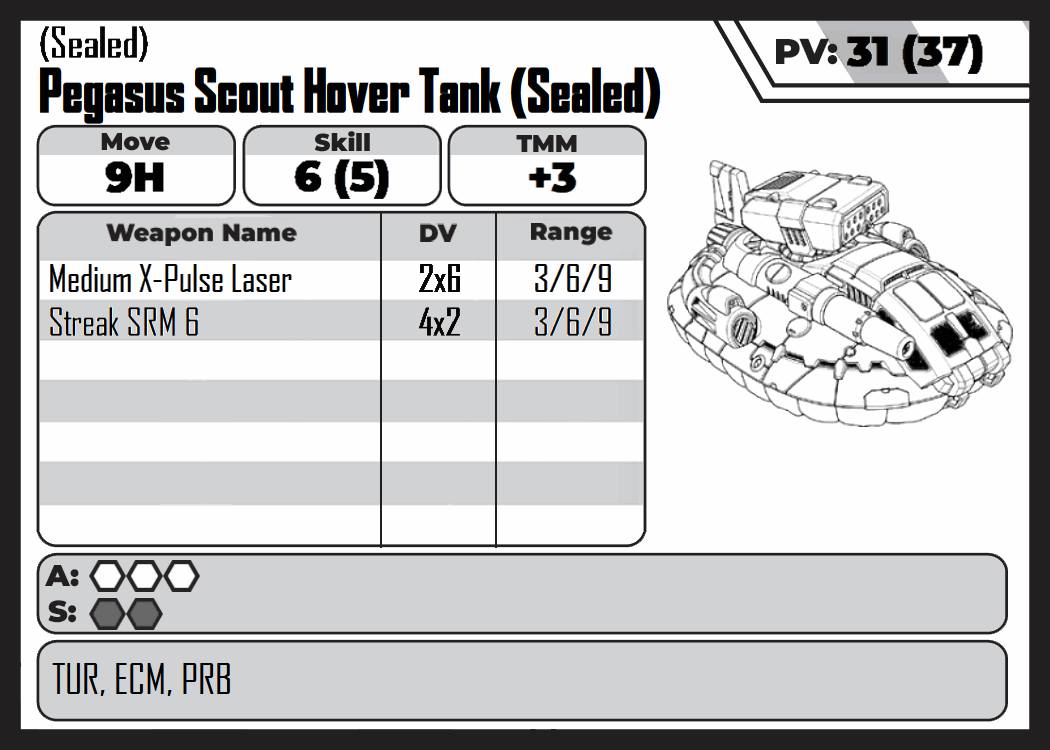 (Sealed)
PV: 31 (37)
Pegasus Scout Hover Tank (Sealed)
Move Skill TMM
9H 6 (5) +3
Weapon Name DV Range
Medium X-Pulse Laser 2x6 3/6/9
Streak SRM 6 4x2 3/6/9
A:
S:
TUR, ECM, PRB